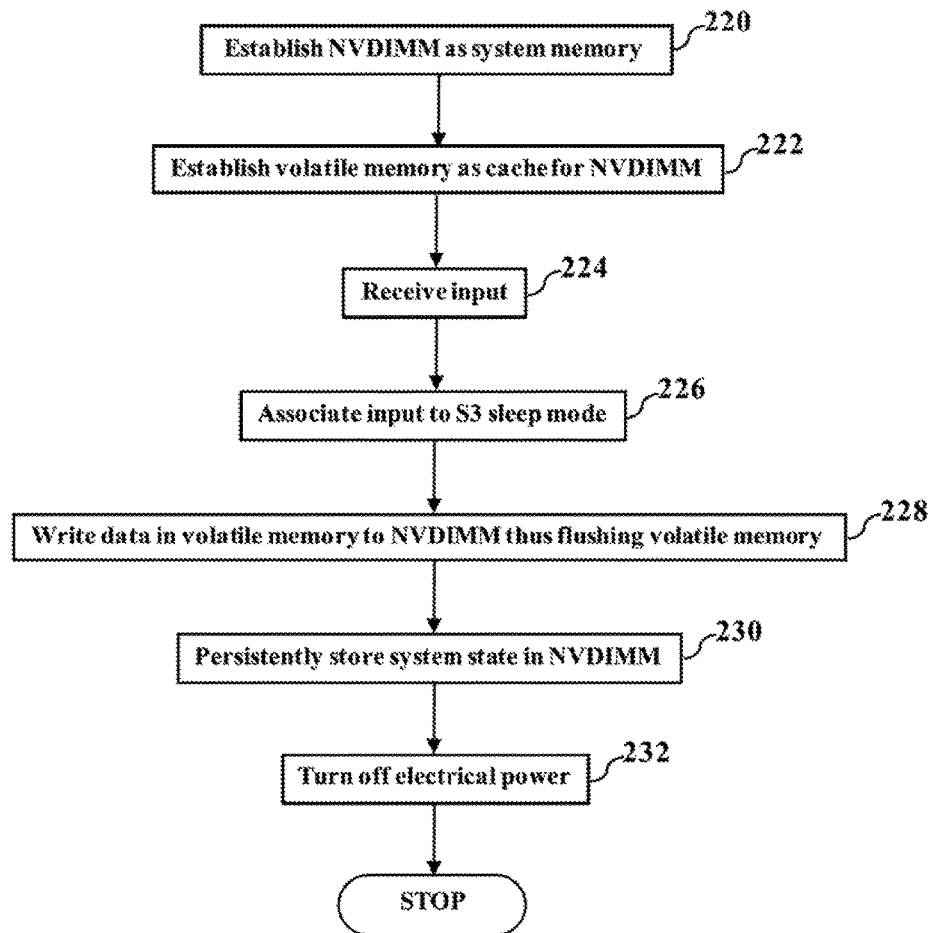 220
Establish NVDIMM as system memory
222
Establish volatile memory as cache for NVDIMM
224
Receive input
226
Associate input to S3 sleep mode
228
Write data in volatile memory to NVDIMM thus flushing volatile memory
230
Persistently store system state in NVDIMM
232
Turn off electrical power
STOP